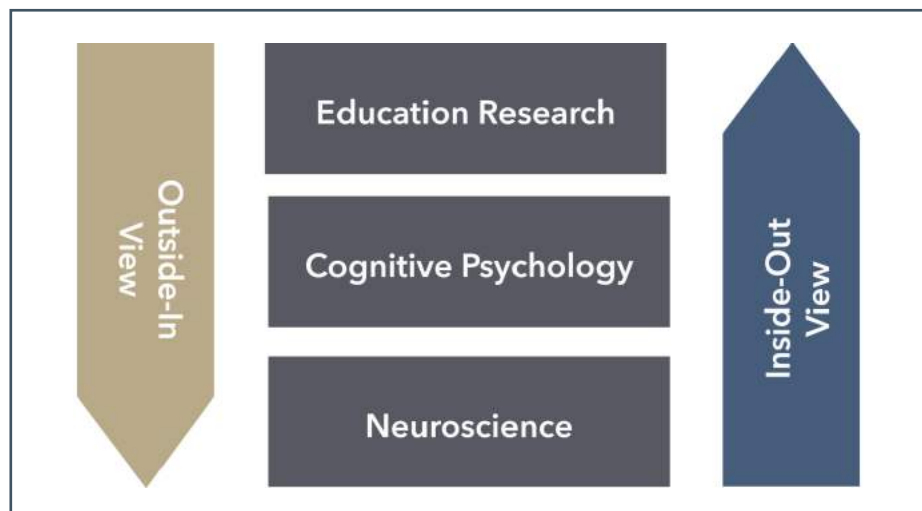 Outside-In
View
Education Research
Cognitive Psychology
Neuroscience
Inside-Out
View